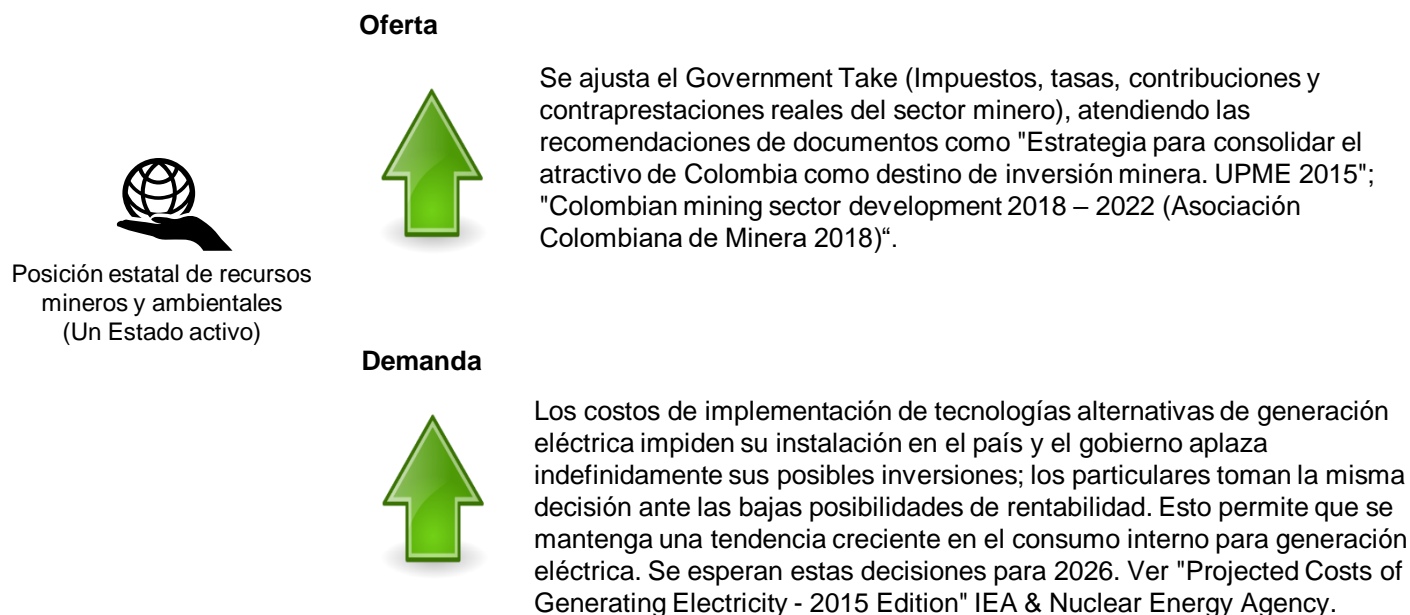 Oferta
Se ajusta el Government Take (Impuestos, tasas, contribuciones y
contraprestaciones reales del sector minero), atendiendo las
recomendaciones de documentos como "Estrategia para consolidar el
atractivo de Colombia como destino de inversión minera. UPME 2015";
"Colombian mining sector development 2018 – 2022 (Asociación
Colombiana de Minera 2018)“.
Posición estatal de recursos
mineros y ambientales
(Un Estado activo)
Demanda
Los costos de implementación de tecnologías alternativas de generación
eléctrica impiden su instalación en el país y el gobierno aplaza
indefinidamente sus posibles inversiones; los particulares toman la misma
decisión ante las bajas posibilidades de rentabilidad. Esto permite que se
mantenga una tendencia creciente en el consumo interno para generación
eléctrica. Se esperan estas decisiones para 2026. Ver "Projected Costs of
Generating Electricity - 2015 Edition" IEA & Nuclear Energy Agency.